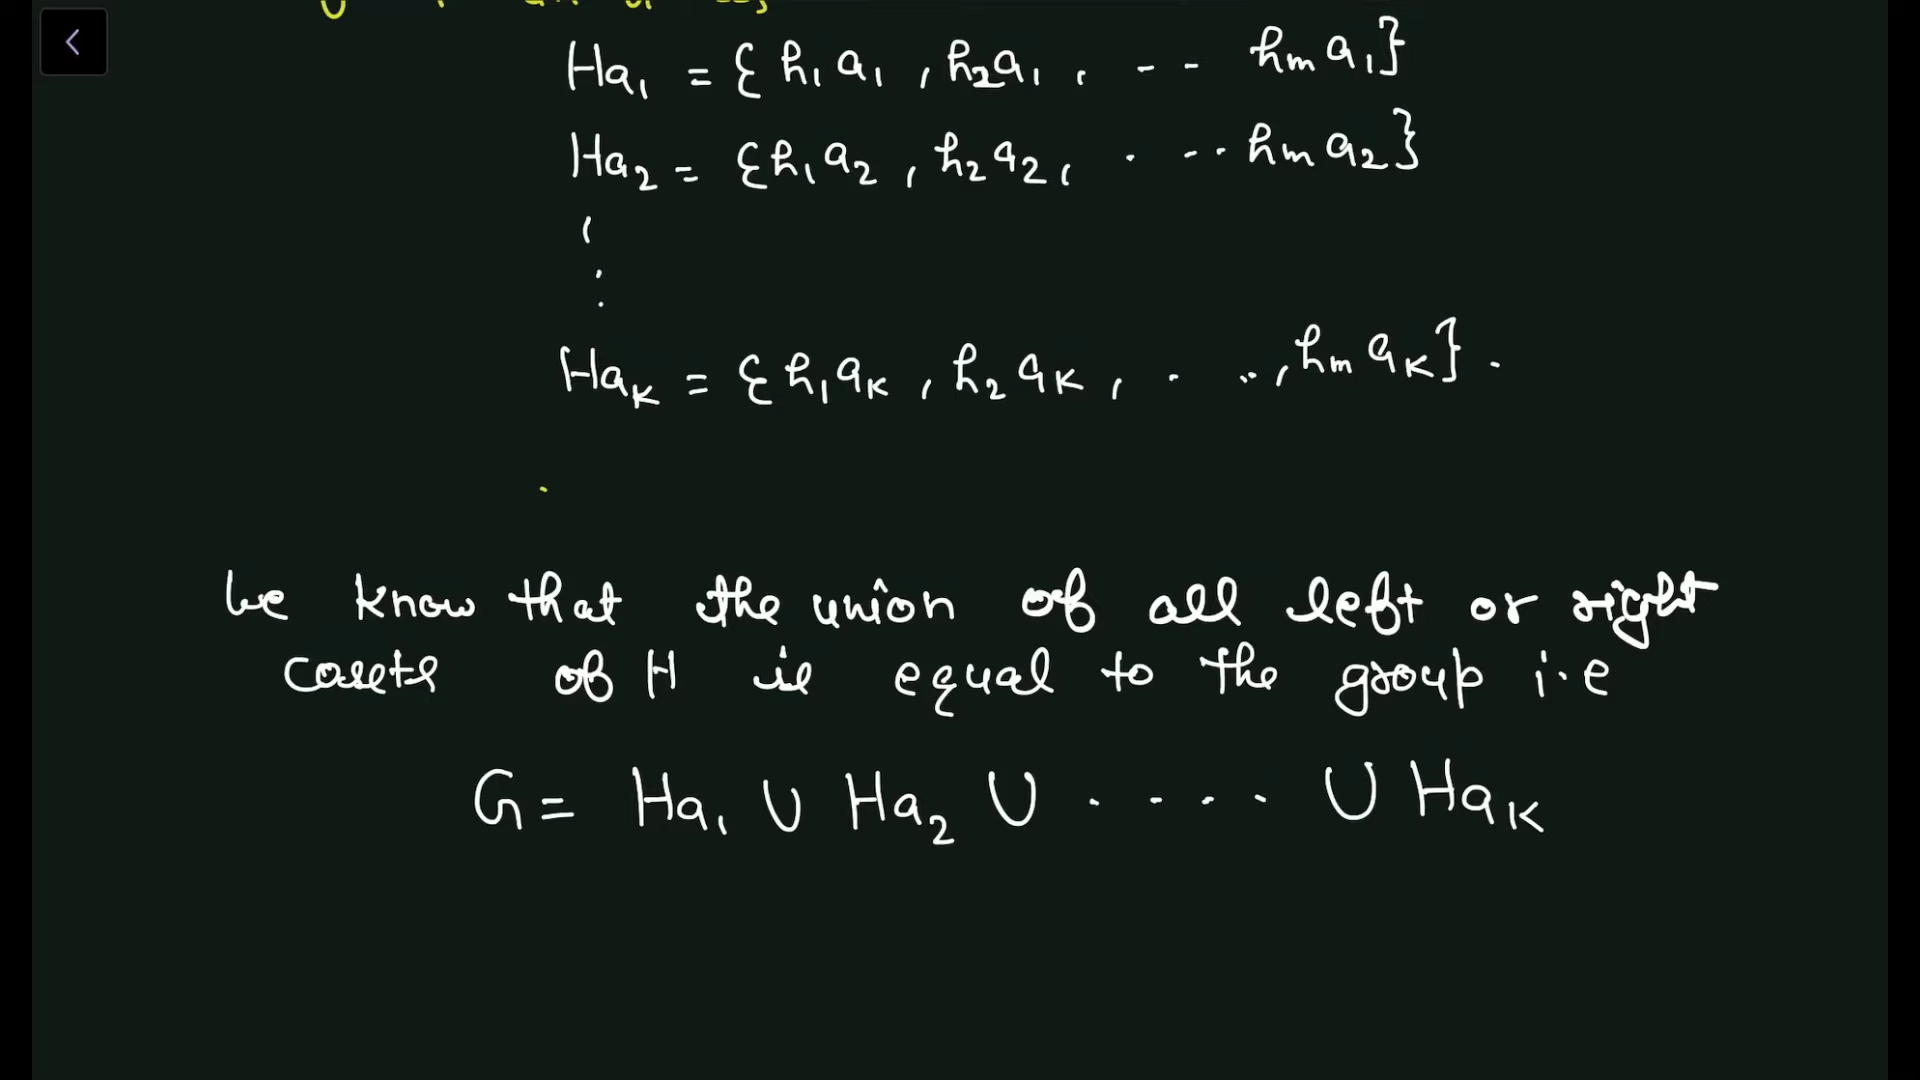 Ha₁ = {h₁a₁, h₂a₁, -- hₘa₁}
Ha₂ = {h₁a₂, h₂a₂, . -·· hₘa₂}
Haₖ = {h₁aₖ, h₂aₖ, . .., hₘaₖ}.
we know that the union of all left or right
cosets of H is equal to the group i.e
G = Ha₁ ∪ Ha₂ ∪ ····· ∪ Haₖ